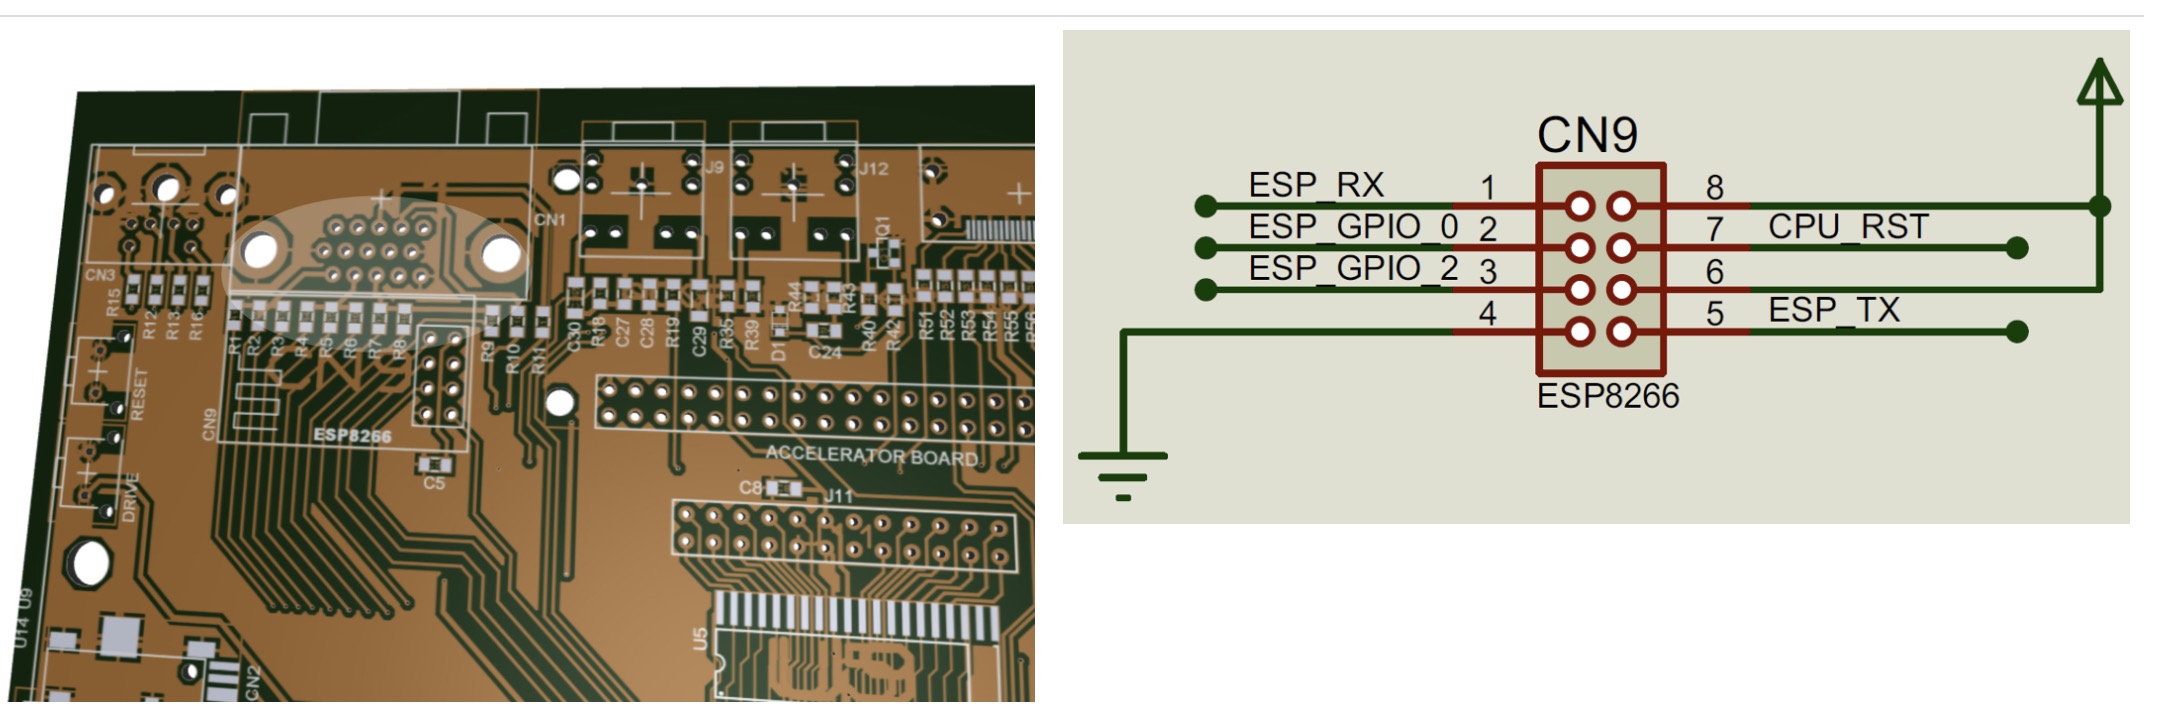 J9
J12
CN1
Q1
CN3
R15
R12
R13
R16
R1
R2
R3
R4
R5
R6
R7
R8
R9
R10
R11
C30
R18
C27
C28
R19
C29
R35
R39
D1
R44
C24
R43
R40
R42
R51
R52
R53
R54
R55
R56
RESET
CN9
CN9
ESP8266
C5
ACCELERATOR BOARD
DRIVE
C8
J11
U9
U14
U5
U5
CN2
CN9
ESP_RX 1 8
ESP_GPIO_0 2 7 CPU_RST
ESP_GPIO_2 3 6
4 5 ESP_TX
ESP8266